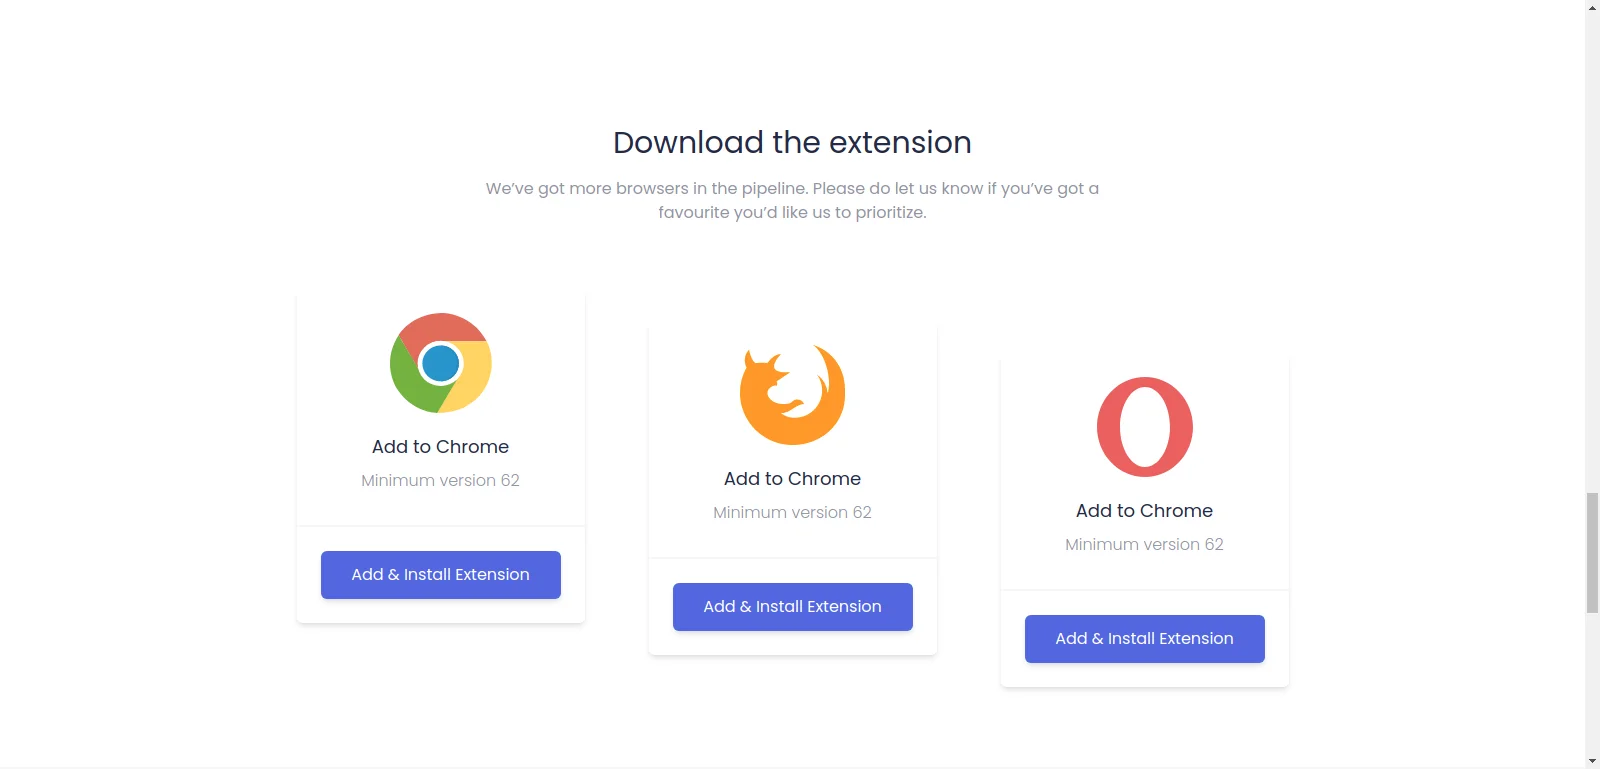 Download the extension
We’ve got more browsers in the pipeline. Please do let us know if you’ve got a
favourite you’d like us to prioritize.
Add to Chrome
Minimum version 62
Add & Install Extension
Add to Chrome
Minimum version 62
Add & Install Extension
Add to Chrome
Minimum version 62
Add & Install Extension